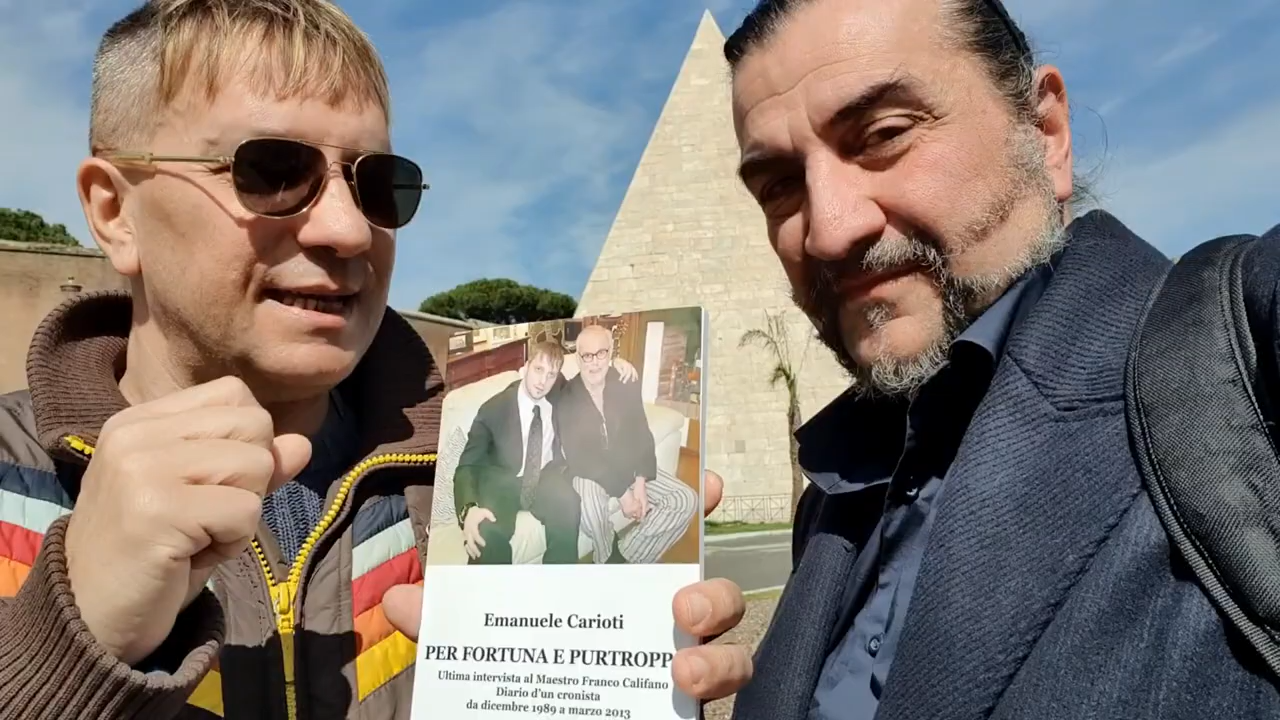 Emanuele Carioti
PER FORTUNA E PURTROPP
Ultima intervista al Maestro Franco Califano
Diario d'un cronista
da dicembre 1989 a marzo 2013